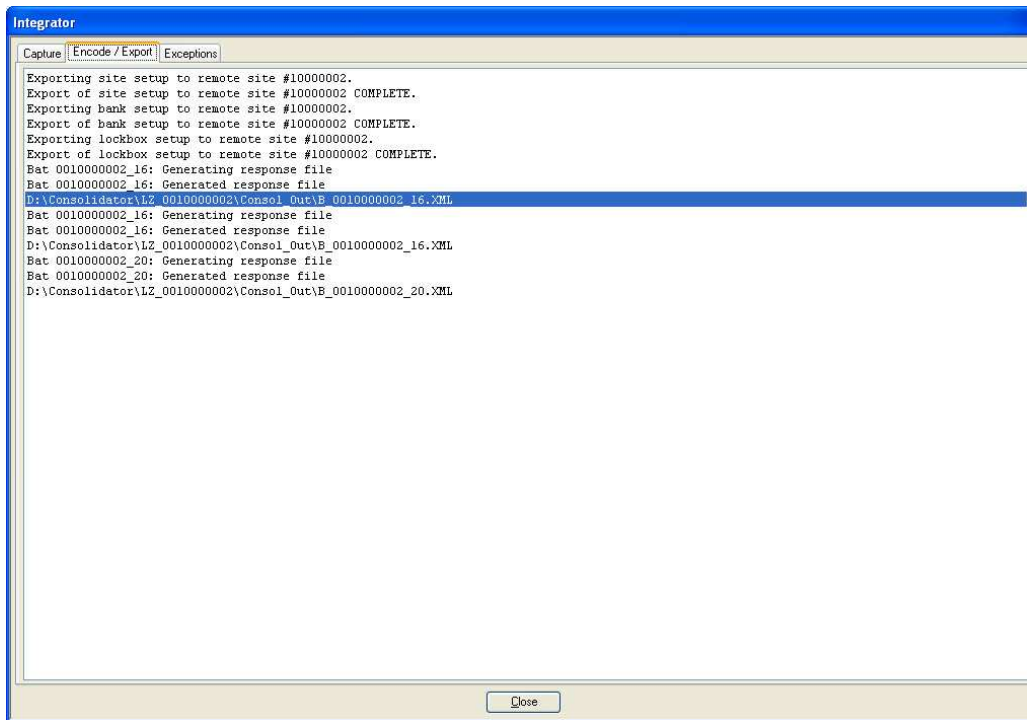 Integrator
Capture Encode / Export Exceptions
Exporting site setup to remote site #10000002.
Export of site setup to remote site #10000002 COMPLETE.
Exporting bank setup to remote site #10000002.
Export of bank setup to remote site #10000002 COMPLETE.
Exporting lockbox setup to remote site #10000002.
Export of lockbox setup to remote site #10000002 COMPLETE.
Bat 0010000002_16: Generating response file
Bat 0010000002_16: Generated response file
D:\Consolidator\LZ_0010000002\Consol_Out\B_0010000002_16.XML
Bat 0010000002_16: Generating response file
Bat 0010000002_16: Generated response file
D:\Consolidator\LZ_0010000002\Consol_Out\B_0010000002_16.XML
Bat 0010000002_20: Generating response file
Bat 0010000002_20: Generated response file
D:\Consolidator\LZ_0010000002\Consol_Out\B_0010000002_20.XML
Close